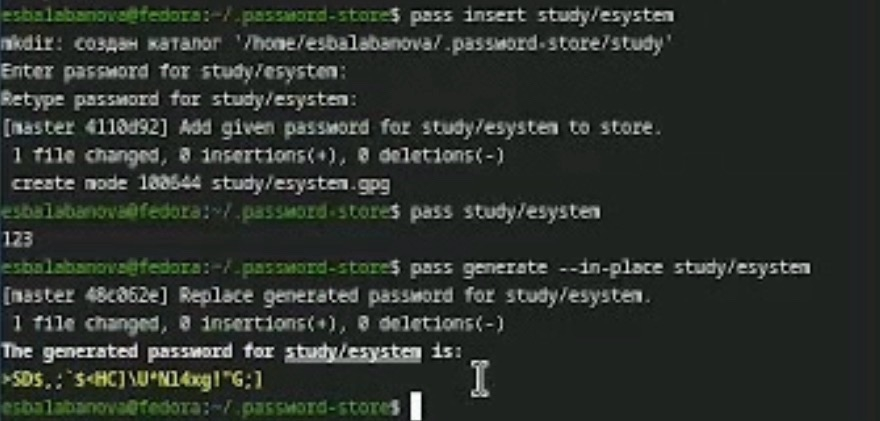 esbalabanova@fedora:~/.password-store$ pass insert study/esystem
mkdir: создан каталог '/home/esbalabanova/.password-store/study'
Enter password for study/esystem:
Retype password for study/esystem:
[master 4110d92] Add given password for study/esystem to store.
1 file changed, 0 insertions(+), 0 deletions(-)
create mode 100644 study/esystem.gpg
esbalabanova@fedora:~/.password-store$ pass study/esystem
123
esbalabanova@fedora:~/.password-store$ pass generate --in-place study/esystem
[master 48c062e] Replace generated password for study/esystem.
1 file changed, 0 insertions(+), 0 deletions(-)
The generated password for study/esystem is:
esbalabanova@fedora:~/.password-store$